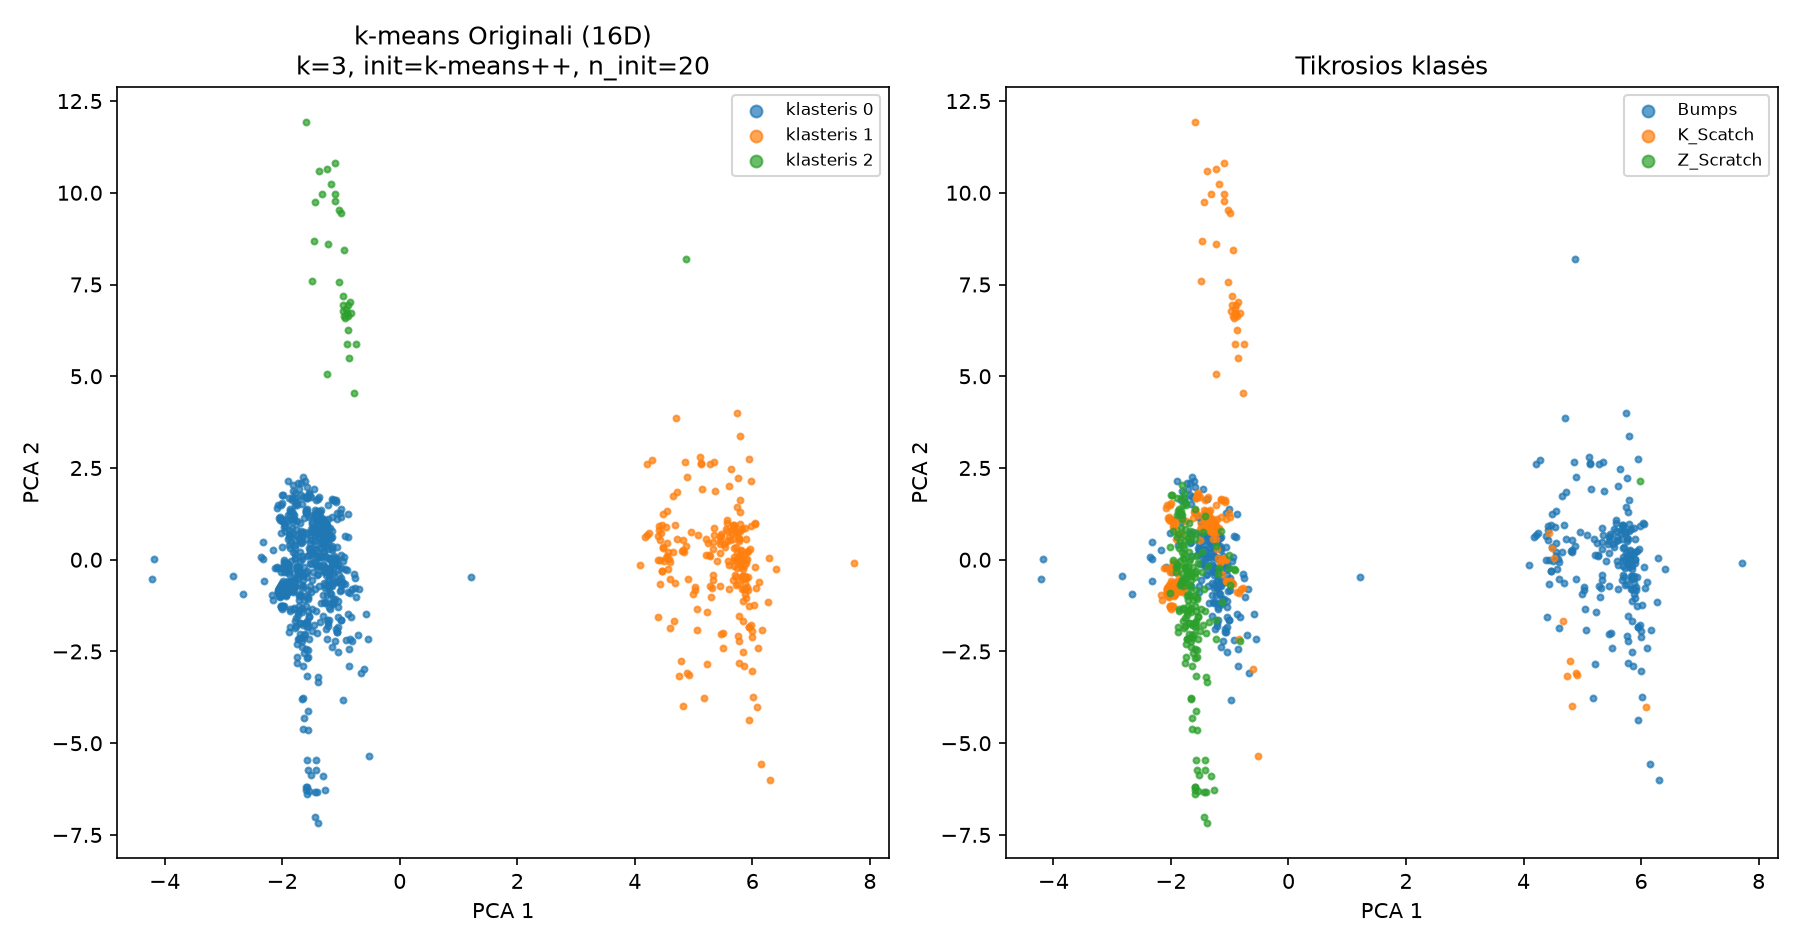 k-means Originali (16D)
k=3, init=k-means++, n_init=20
klasteris 0
klasteris 1
klasteris 2
12.5
10.0
7.5
5.0
2.5
0.0
−2.5
−5.0
−7.5
PCA 2
−4
−2
0
2
4
6
8
PCA 1
Tikrosios klasės
Bumps
K_Scatch
Z_Scratch
12.5
10.0
7.5
5.0
2.5
0.0
−2.5
−5.0
−7.5
PCA 2
−4
−2
0
2
4
6
8
PCA 1